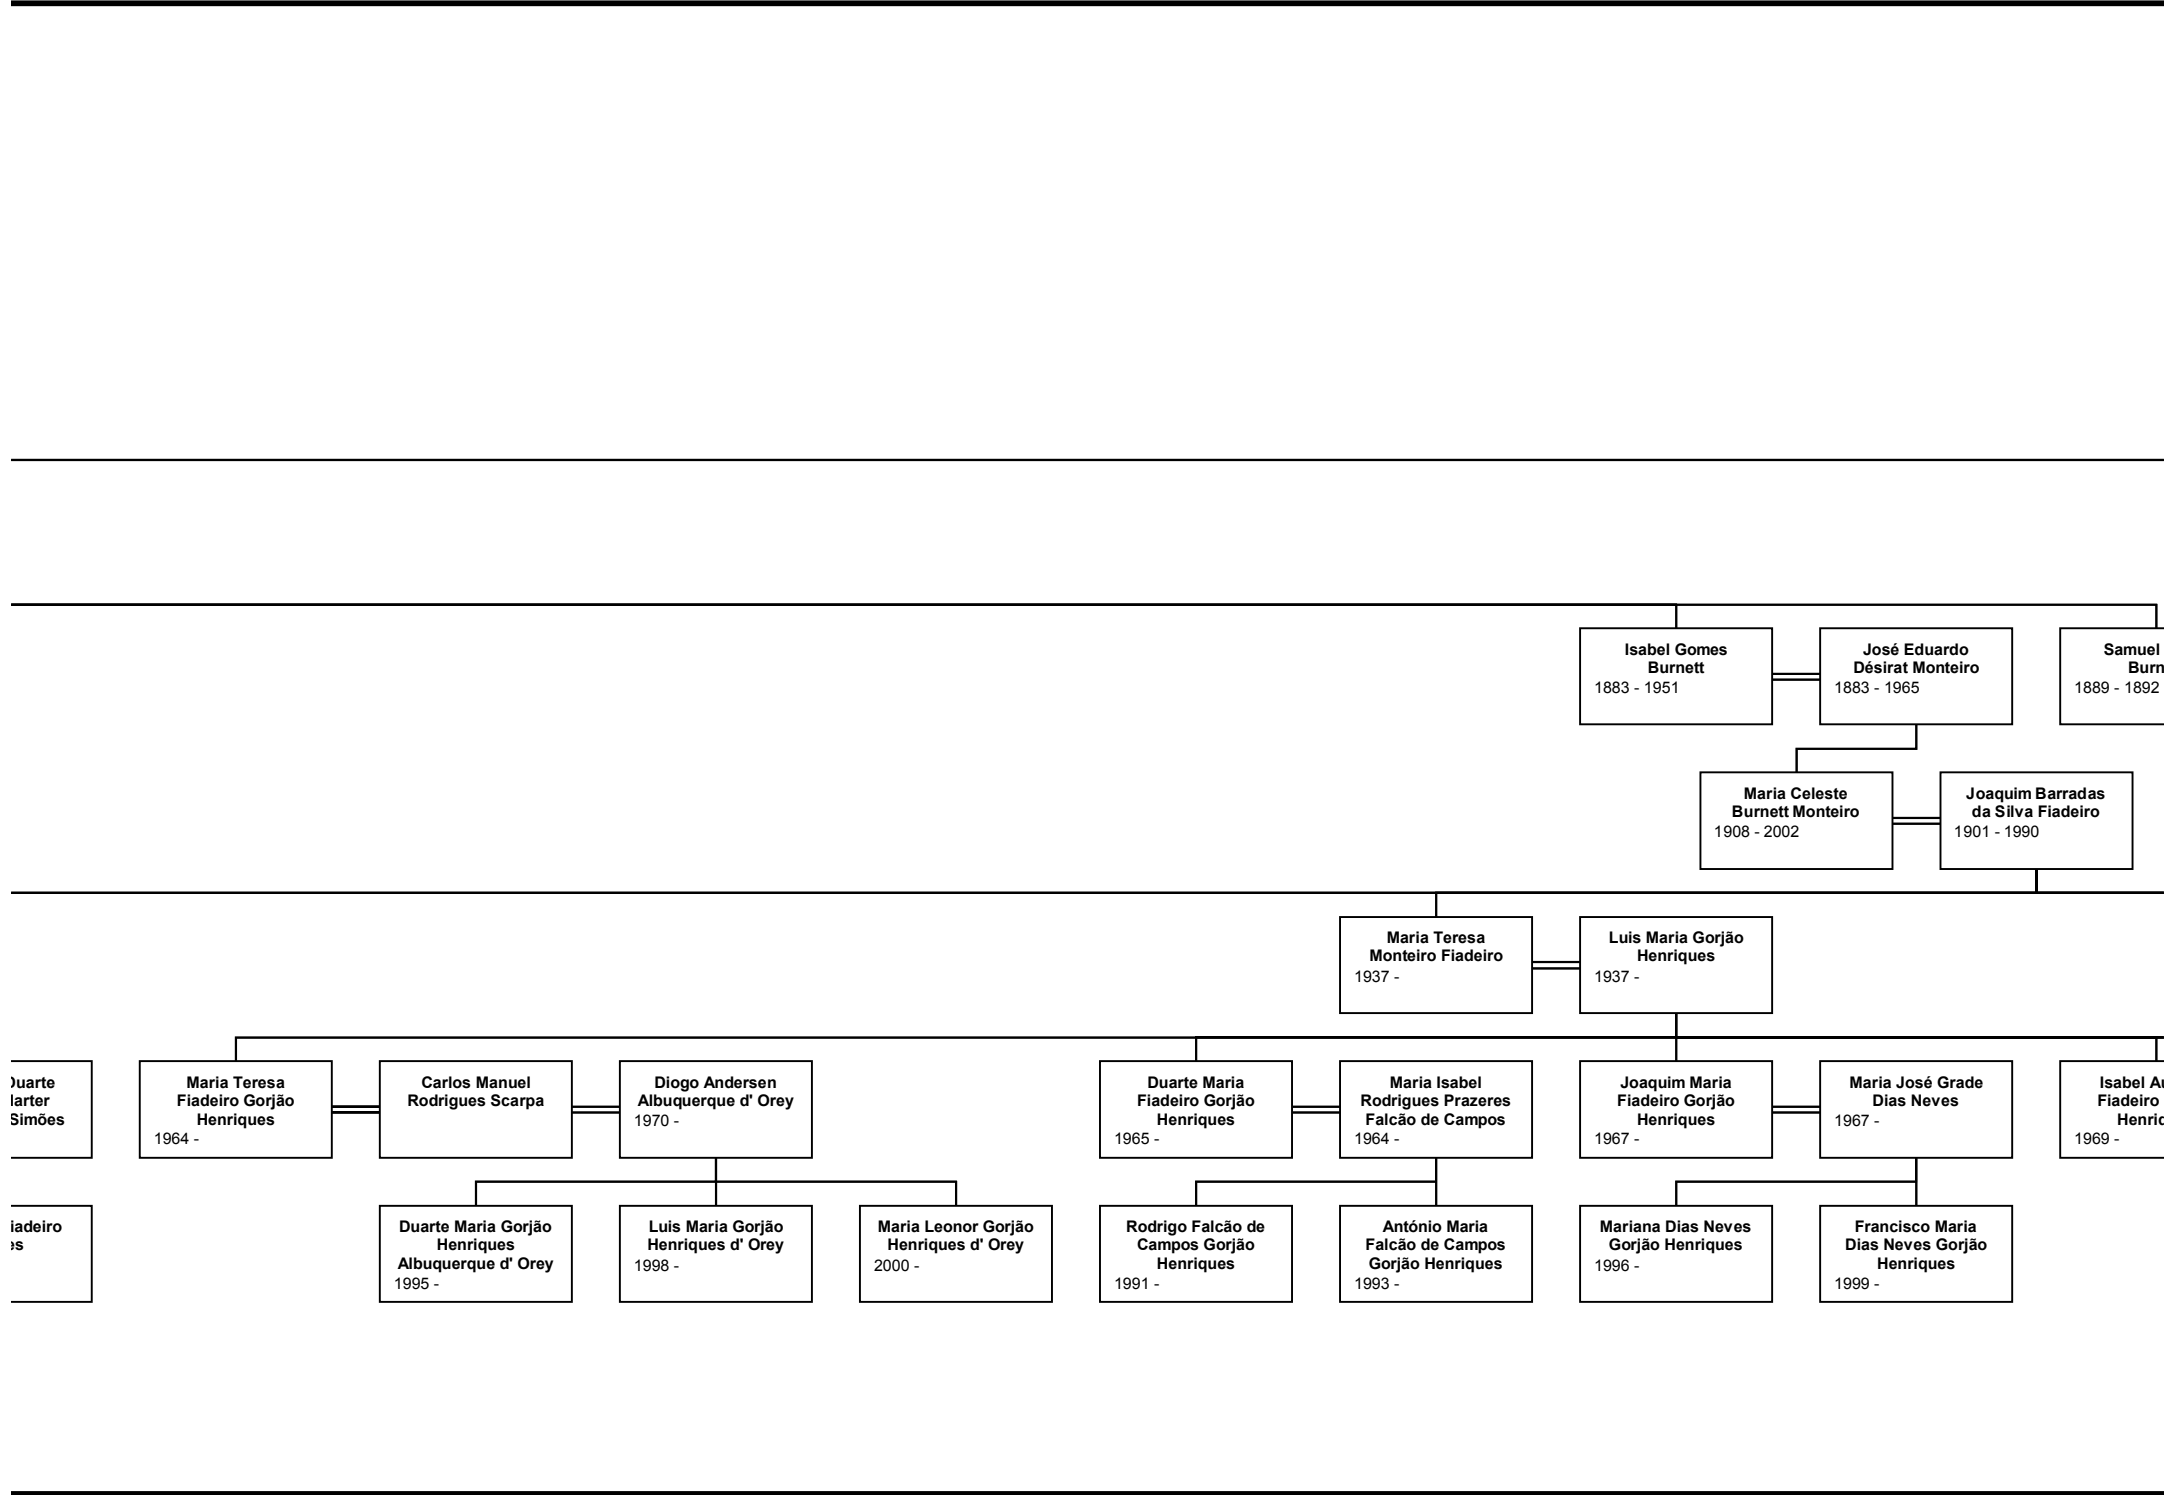 Isabel Gomes
Burnett
1883 - 1951
José Eduardo
Désirat Monteiro
1883 - 1965
Samuel
1889 - 1892
Maria Celeste
Burnett Monteiro
1908 - 2002
Joaquim Barradas
da Silva Fiadeiro
1901 - 1990
Maria Teresa
Monteiro Fiadeiro
1937 -
Luis Maria Gorjão
Henriques
1937 -
Simões
Maria Teresa
Fiadeiro Gorjão
Henriques
1964 -
Carlos Manuel
Rodrigues Scarpa
Diogo Andersen
Albuquerque d' Orey
1970 -
Duarte Maria
Fiadeiro Gorjão
Henriques
1965 -
Maria Isabel
Rodrigues Prazeres
Falcão de Campos
1964 -
Joaquim Maria
Fiadeiro Gorjão
Henriques
1967 -
Maria José Grade
Dias Neves
1967 -
Isabel
Fiadeiro
1969 -
Duarte Maria Gorjão
Henriques
Albuquerque d' Orey
1995 -
Luis Maria Gorjão
Henriques d' Orey
1998 -
Maria Leonor Gorjão
Henriques d' Orey
2000 -
Rodrigo Falcão de
Campos Gorjão
Henriques
1991 -
António Maria
Falcão de Campos
Gorjão Henriques
1993 -
Mariana Dias Neves
Gorjão Henriques
1996 -
Francisco Maria
Dias Neves Gorjão
Henriques
1999 -